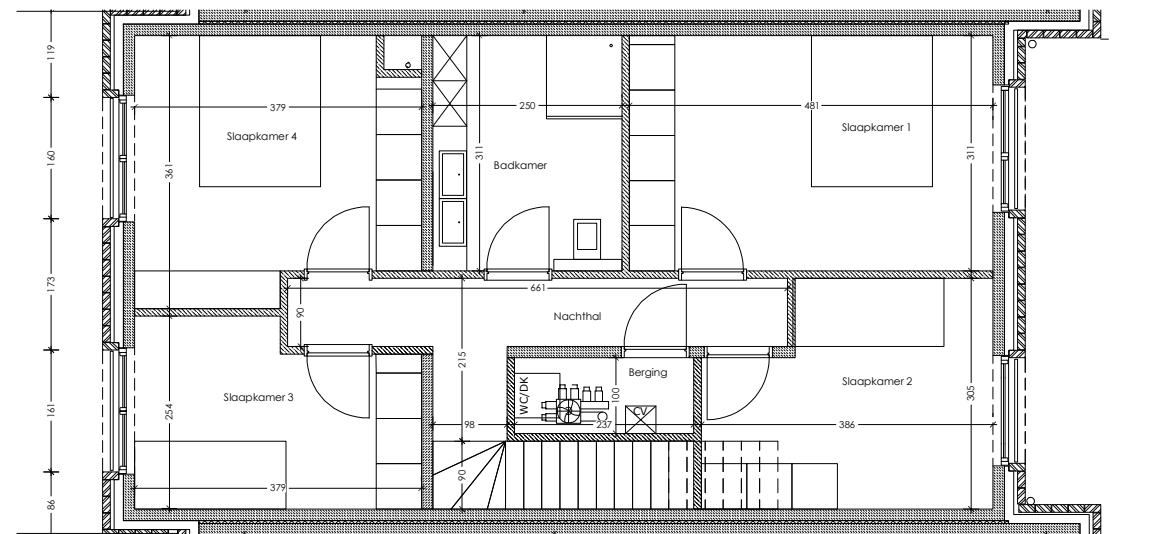 119
379
250
481
Slaapkamer 4
Slaapkamer 1
311
311
160
Badkamer
361
173
661
90
Nachthal
215
Berging
Slaapkamer 2
WC/DK
100
305
Slaapkamer 3
254
161
CV
98
237
386
90
379
86